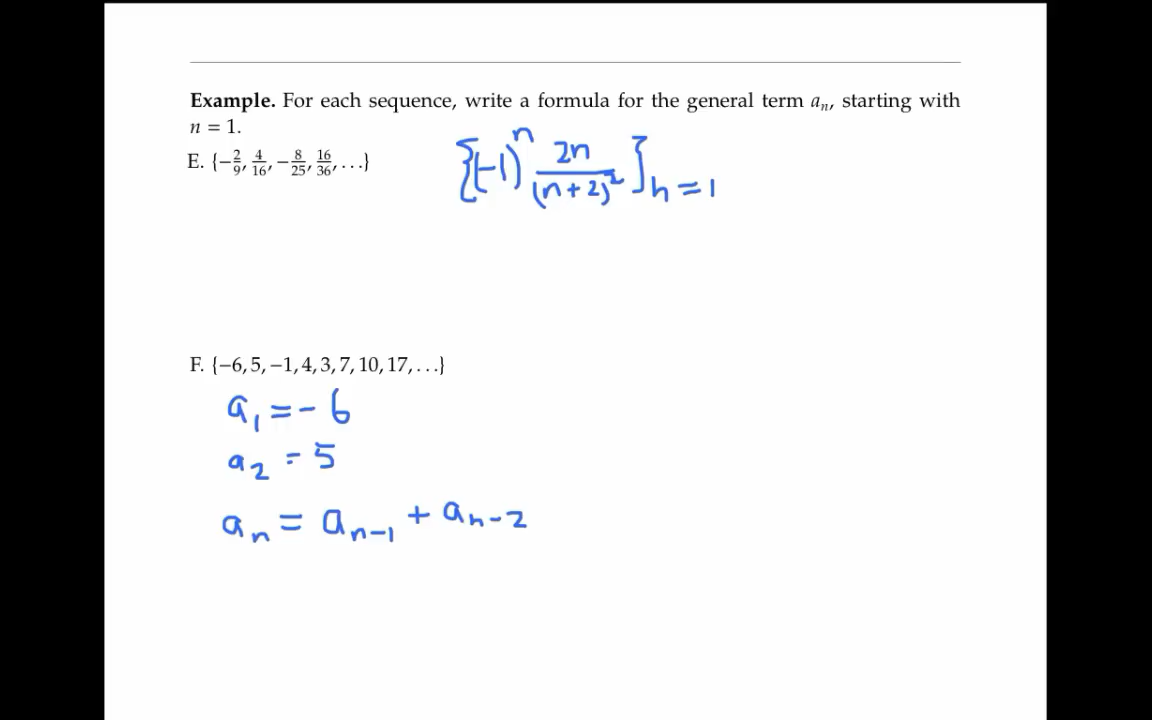 Example. For each sequence, write a formula for the general term aₙ, starting with
n = 1.
E. {−2/9, 4/16, −8/25, 16/36, . . .} {(-1)ⁿ 2n/(n+2)²}ₙ₌₁
F. {−6, 5, −1, 4, 3, 7, 10, 17, . . .}
a₁ = - 6
a₂ = 5
aₙ = aₙ₋₁ + aₙ₋₂